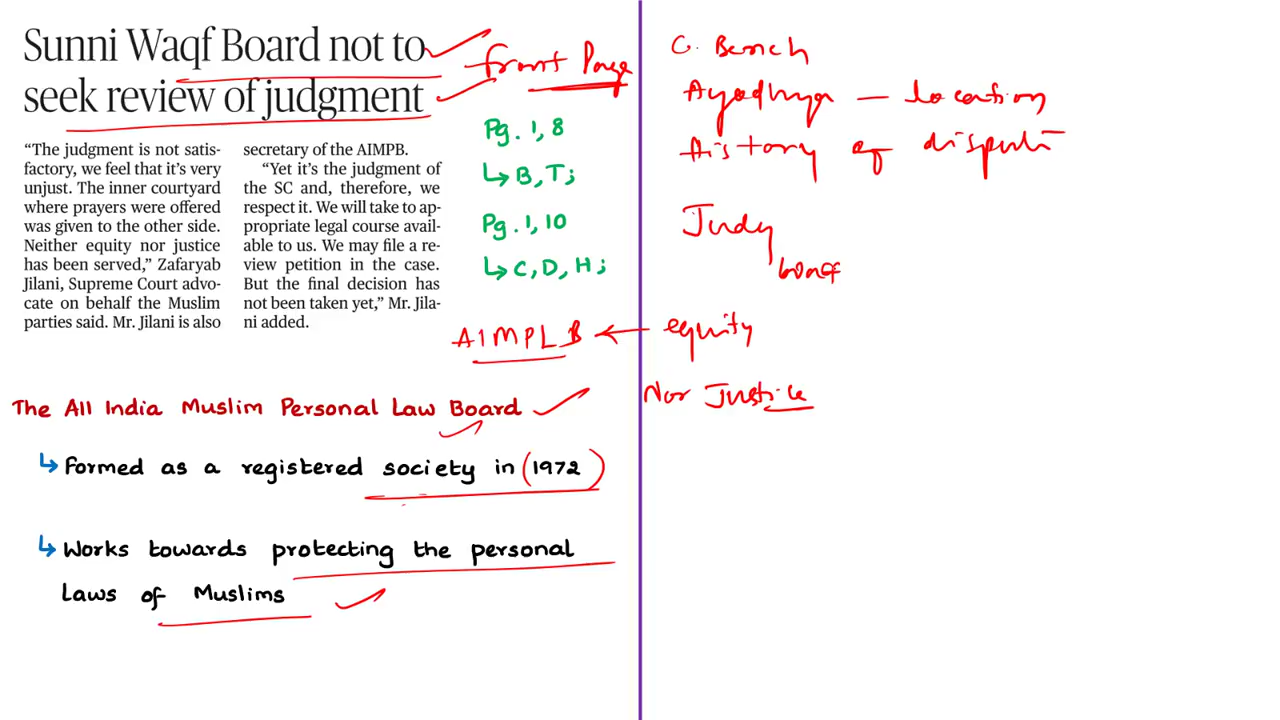 Sunni Waqf Board not to
seek review of judgment
"The judgment is not satis-
factory, we feel that it's very
unjust. The inner courtyard
where prayers were offered
was given to the other side.
Neither equity nor justice
has been served," Zafaryab
Jilani, Supreme Court advo-
cate on behalf the Muslim
parties said. Mr. Jilani is also
secretary of the AIMPB.
"Yet it's the judgment of
the SC and, therefore, we
respect it. We will take to ap-
propriate legal course avail-
able to us. We may file a re-
view petition in the case.
But the final decision has
not been taken yet," Mr. Jila-
ni added.
front Page
Pg. 1, 8
↳ B, T;
Pg. 1, 10
↳ C, D, H;
AIMPLB ←
The All India Muslim Personal Law Board
↳ Formed as a registered society in (1972)
↳ Works towards protecting the personal
Laws of Muslims
C. Bench
Ayodhya — location
History of
Waqf
equity
Nor Justice